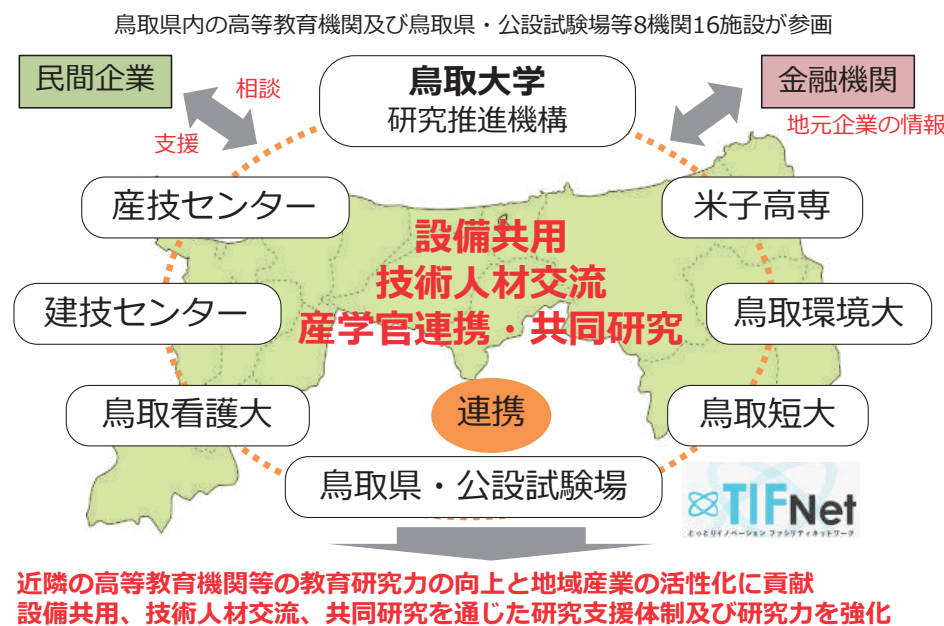 鳥取県内の高等教育機関及び鳥取県・公設試験場等8機関16施設が参画
民間企業
相談
支援
鳥取大学
研究推進機構
金融機関
地元企業の情報
産技センター
米子高専
設備共用
技術人材交流
産学官連携・共同研究
建技センター
鳥取環境大
鳥取看護大
連携
鳥取短大
鳥取県・公設試験場
TIFNet
とっとりイノベーション ファシリティネットワーク
近隣の高等教育機関等の教育研究力の向上と地域産業の活性化に貢献
設備共用、技術人材交流、共同研究を通じた研究支援体制及び研究力を強化